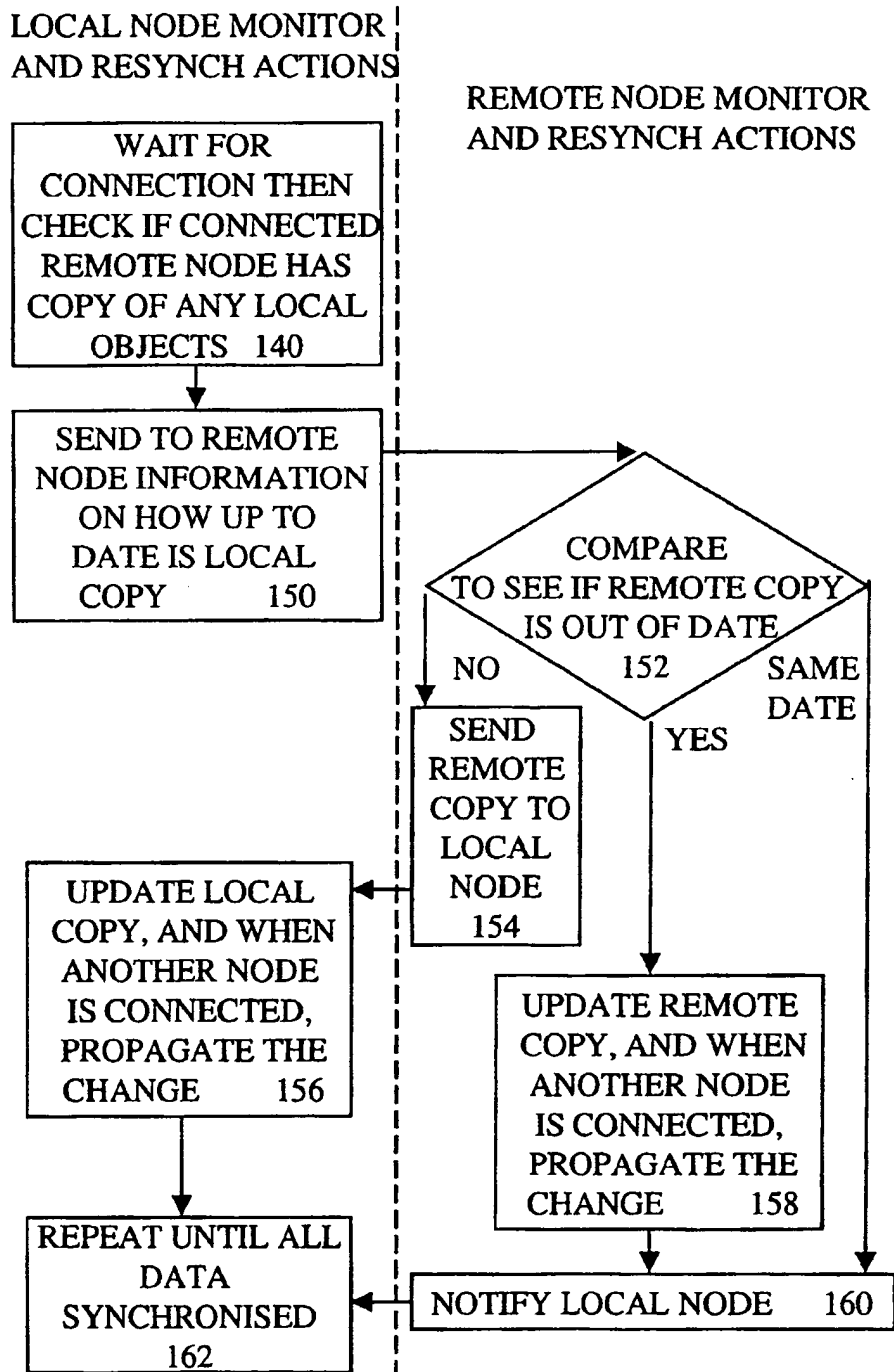 LOCAL NODE MONITOR
AND RESYNCH ACTIONS
REMOTE NODE MONITOR
AND RESYNCH ACTIONS
WAIT FOR
CONNECTION THEN
CHECK IF CONNECTED
REMOTE NODE HAS
COPY OF ANY LOCAL
OBJECTS 140
SEND TO REMOTE
NODE INFORMATION
ON HOW UP TO
DATE IS LOCAL
COPY 150
COMPARE
TO SEE IF REMOTE COPY
IS OUT OF DATE
152
NO
SAME
DATE
YES
SEND
REMOTE
COPY TO
LOCAL
NODE
154
UPDATE LOCAL
COPY, AND WHEN
ANOTHER NODE
IS CONNECTED,
PROPAGATE THE
CHANGE 156
UPDATE REMOTE
COPY, AND WHEN
ANOTHER NODE
IS CONNECTED,
PROPAGATE THE
CHANGE 158
REPEAT UNTIL ALL
DATA
SYNCHRONISED
162
NOTIFY LOCAL NODE 160